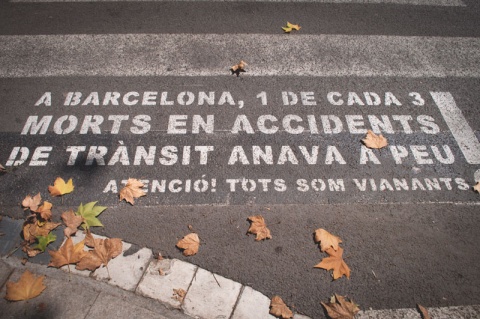 A BARCELONA, 1 DE CADA 3
MORTS EN ACCIDENTS
DE TRÀNSIT ANAVA A PEU
ATENCIÓ! TOTS SOM VIANANTS